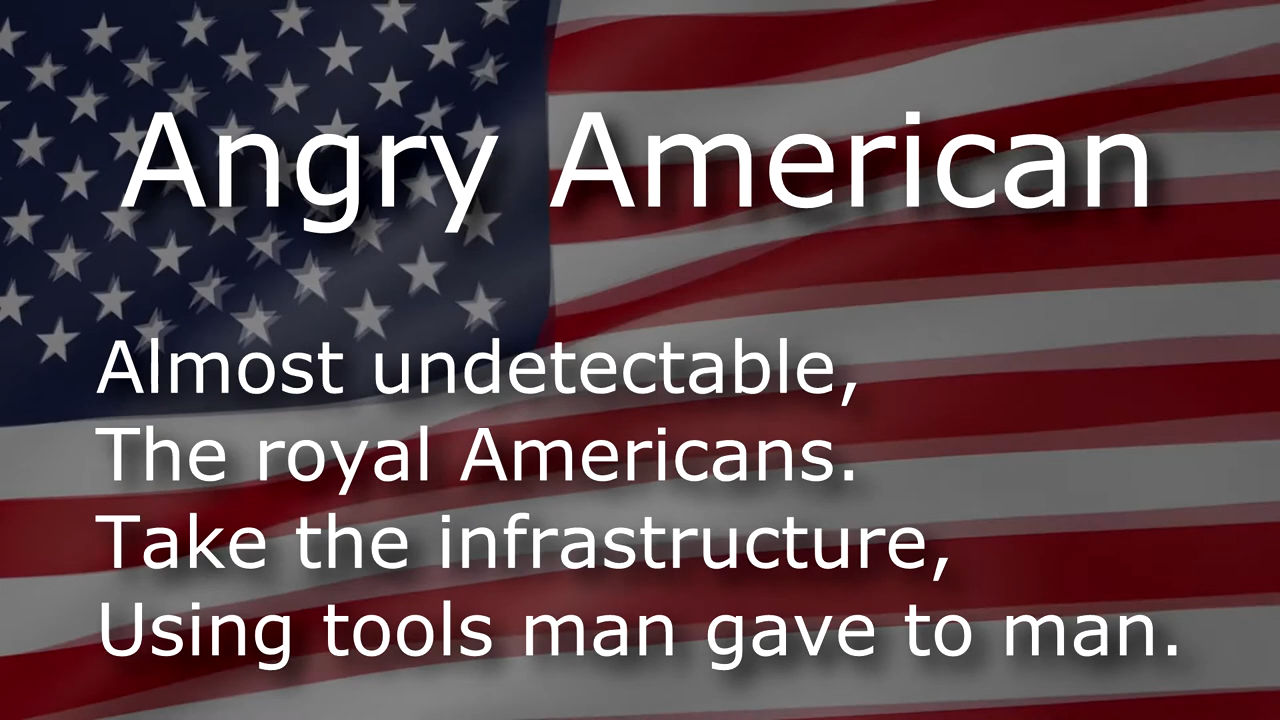 Angry American
Almost undetectable,
The royal Americans.
Take the infrastructure,
Using tools man gave to man.